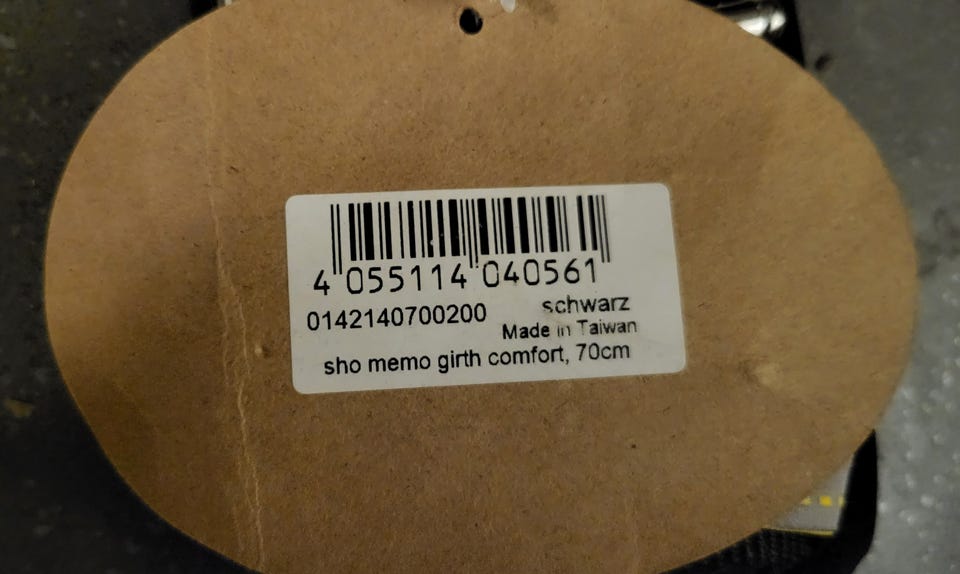 4 055114 040561
0142140700200 schwarz
Made in Taiwan
sho memo girth comfort, 70cm